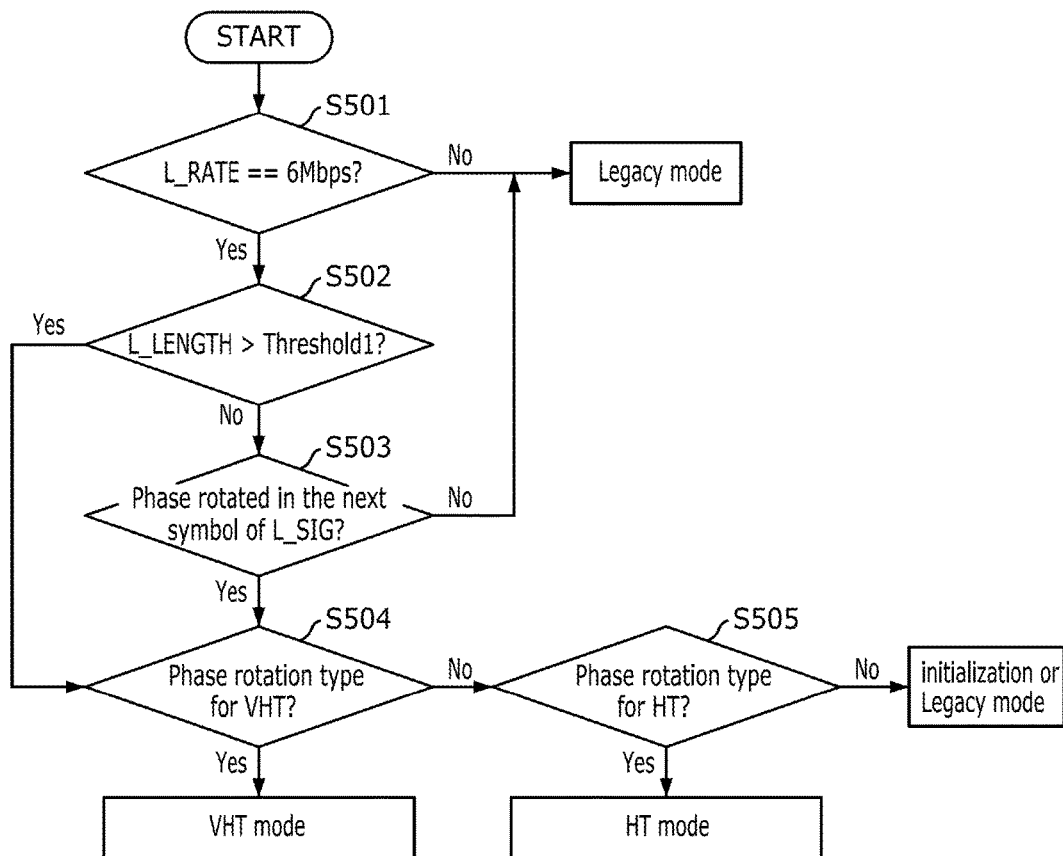 START
S501
L_RATE == 6Mbps?
No
Legacy mode
Yes
S502
Yes
L_LENGTH > Threshold1?
No
S503
Phase rotated in the next
symbol of L_SIG?
No
Yes
S504
S505
Phase rotation type
for VHT?
No
Phase rotation type
for HT?
No
initialization or
Legacy mode
Yes
Yes
VHT mode
HT mode